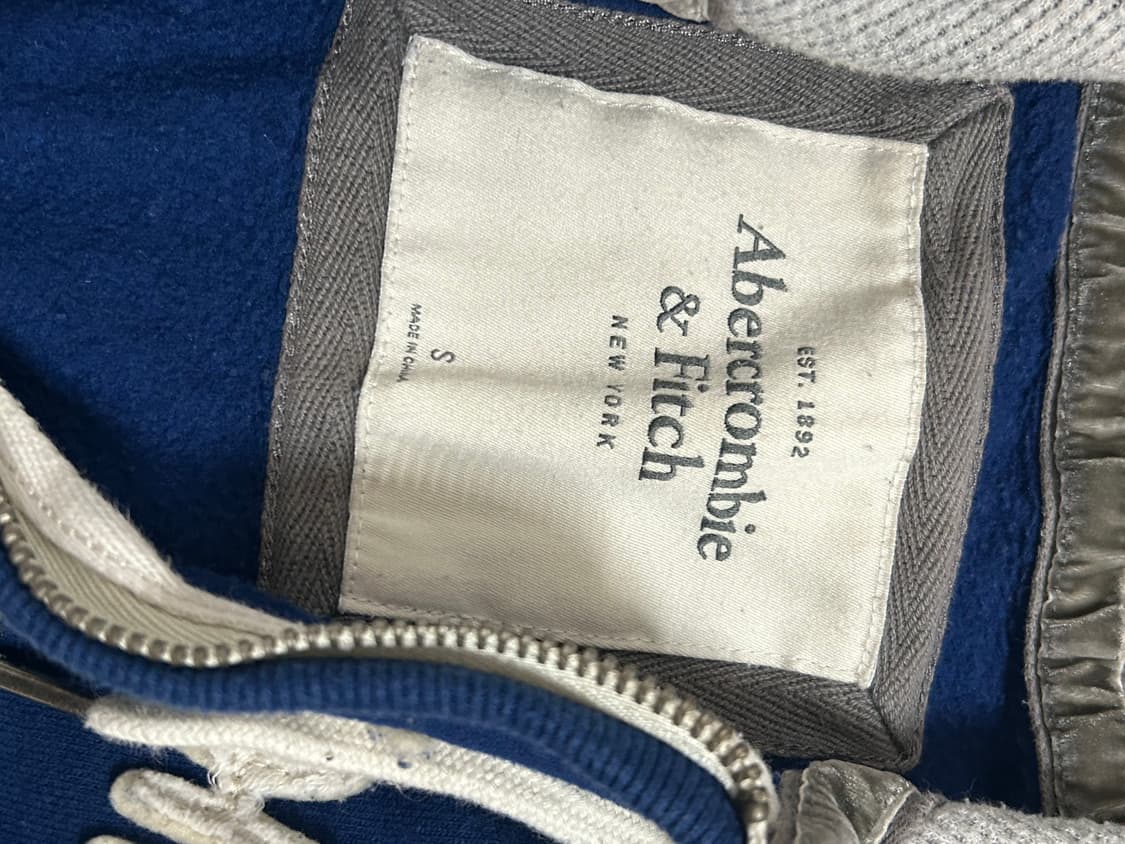 EST. 1892
Abercrombie
& Fitch
NEW YORK
S
MADE IN CHINA